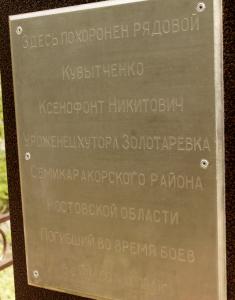 Здесь похоронен рядовой
Кувытченко
Ксенофонт Никитович
уроженец хутора Золотаревка
Семикаракорского района
Ростовской области
Погибший во время боев